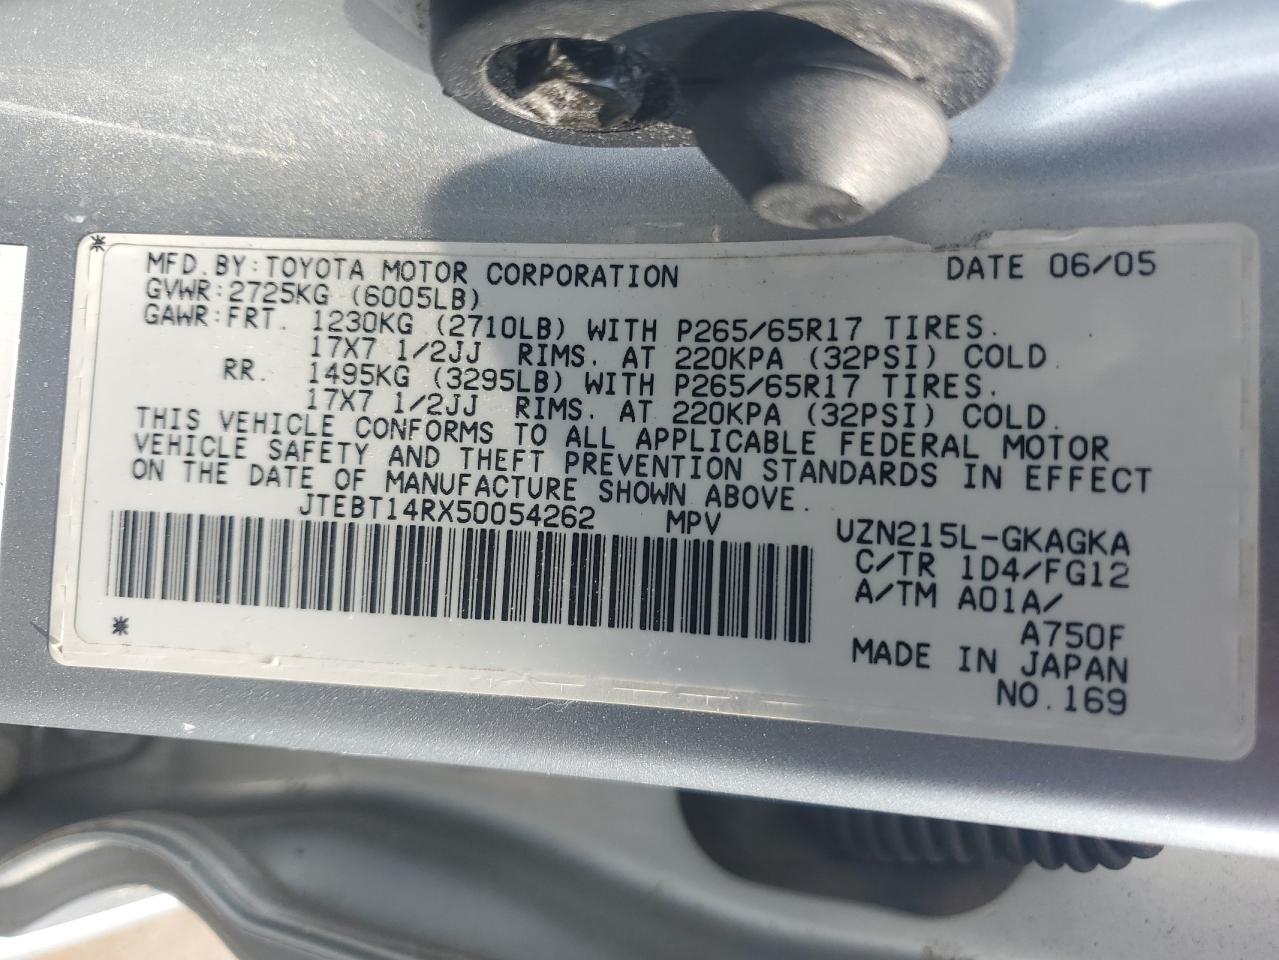 MFD.BY:TOYOTA MOTOR CORPORATION DATE 06/05
GVWR:2725KG (6005LB)
GAWR:FRT. 1230KG (2710LB) WITH P265/65R17 TIRES.
17X7 1/2JJ RIMS. AT 220KPA (32PSI) COLD.
RR. 1495KG (3295LB) WITH P265/65R17 TIRES.
17X7 1/2JJ RIMS. AT 220KPA (32PSI) COLD.
THIS VEHICLE CONFORMS TO ALL APPLICABLE FEDERAL MOTOR
VEHICLE SAFETY AND THEFT PREVENTION STANDARDS IN EFFECT
ON THE DATE OF MANUFACTURE SHOWN ABOVE.
JTEBT14RX50054262 MPV UZN215L-GKAGKA
C/TR 1D4/FG12
A/TM A01A/
A750F
MADE IN JAPAN
NO.169